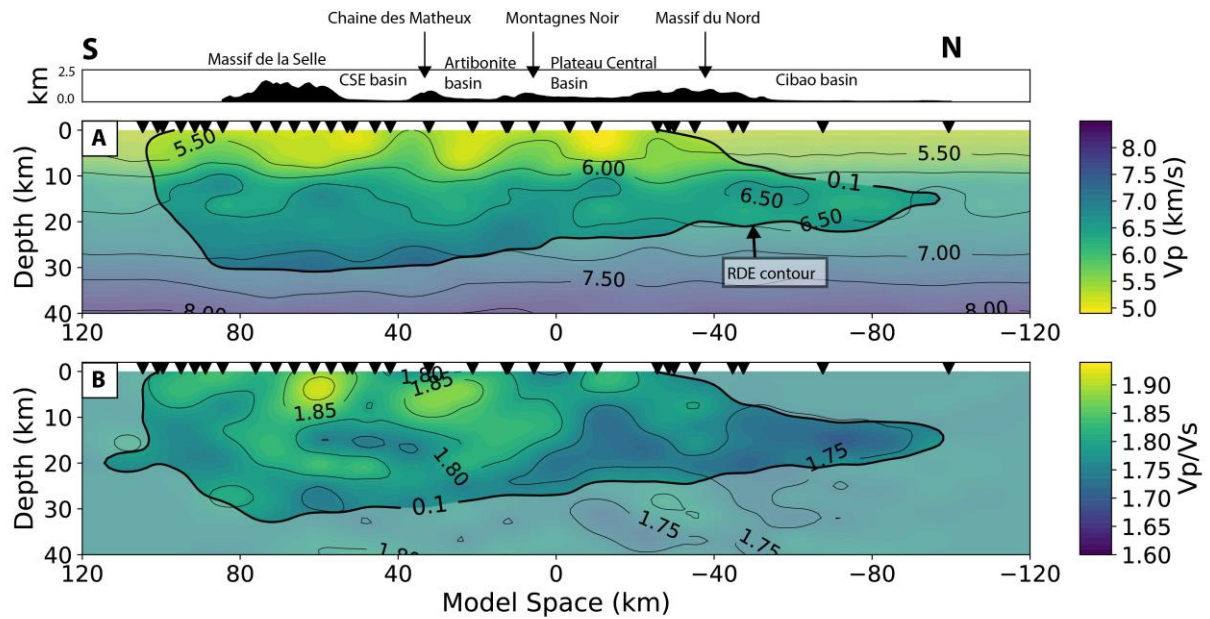 Chaine des Matheux
Montagnes Noir
Massif du Nord
S
N
Massif de la Selle
CSE basin
Artibonite
basin
Plateau Central
Basin
Cibao basin
km
2.5
0.0
A
Depth (km)
0
10
20
30
40
5.50
6.00
5.50
0.1
6.50
6.50
7.00
7.50
RDE contour
8.00
8.00
120
80
40
0
−40
−80
−120
Vp (km/s)
8.0
7.5
7.0
6.5
6.0
5.5
5.0
B
Depth (km)
0
10
20
30
40
1.80
1.85
1.85
1.80
1.75
0.1
1.75
1.75
1.80
120
80
40
0
−40
−80
−120
Model Space (km)
Vp/Vs
1.90
1.85
1.80
1.75
1.70
1.65
1.60